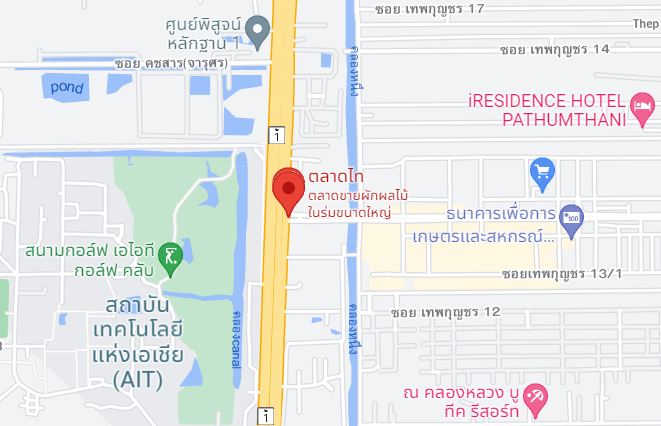 ซอย เทพกุญชร 17
Thep
ศูนย์พิสูจน์
หลักฐาน 1
ซอย เทพกุญชร 14
ซอย คชสาร(จารุศร)
คลองหนึ่ง
pond
iRESIDENCE HOTEL
PATHUMTHANI
1
ตลาดไท
ตลาดขายผักผลไม้
ในร่มขนาดใหญ่
ธนาคารเพื่อการ
เกษตรและสหกรณ์...
สนามกอล์ฟ เอไอที
กอล์ฟ คลับ
ซอยเทพกุญชร 13/1
สถาบัน
เทคโนโลยี
แห่งเอเชีย
(AIT)
คลองcanal
คลองหนึ่ง
ซอย เทพกุญชร 12
ณ คลองหลวง บู
ทีค รีสอร์ท
1